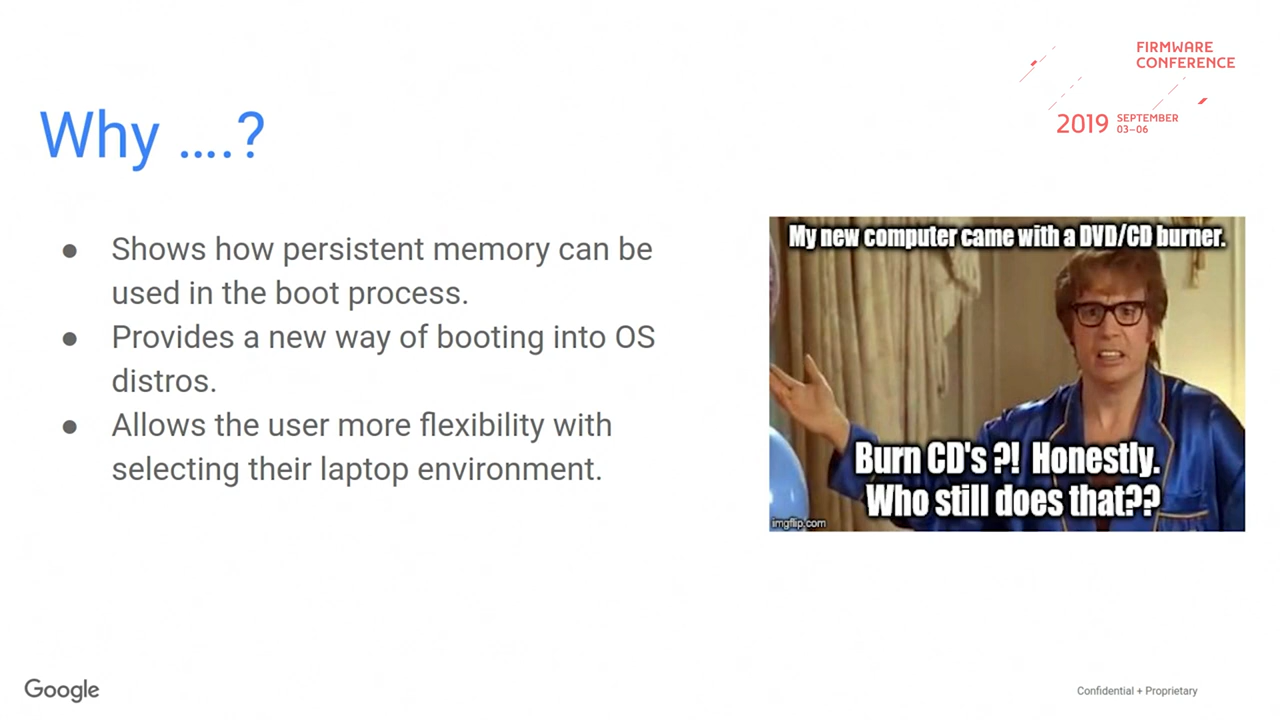 FIRMWARE
CONFERENCE
2019 SEPTEMBER
03–06
Why ....?
● Shows how persistent memory can be
used in the boot process.
● Provides a new way of booting into OS
distros.
● Allows the user more flexibility with
selecting their laptop environment.
My new computer came with a DVD/CD burner.
Burn CD's ?! Honestly.
Who still does that??
imgflip.com
Google
Confidential + Proprietary